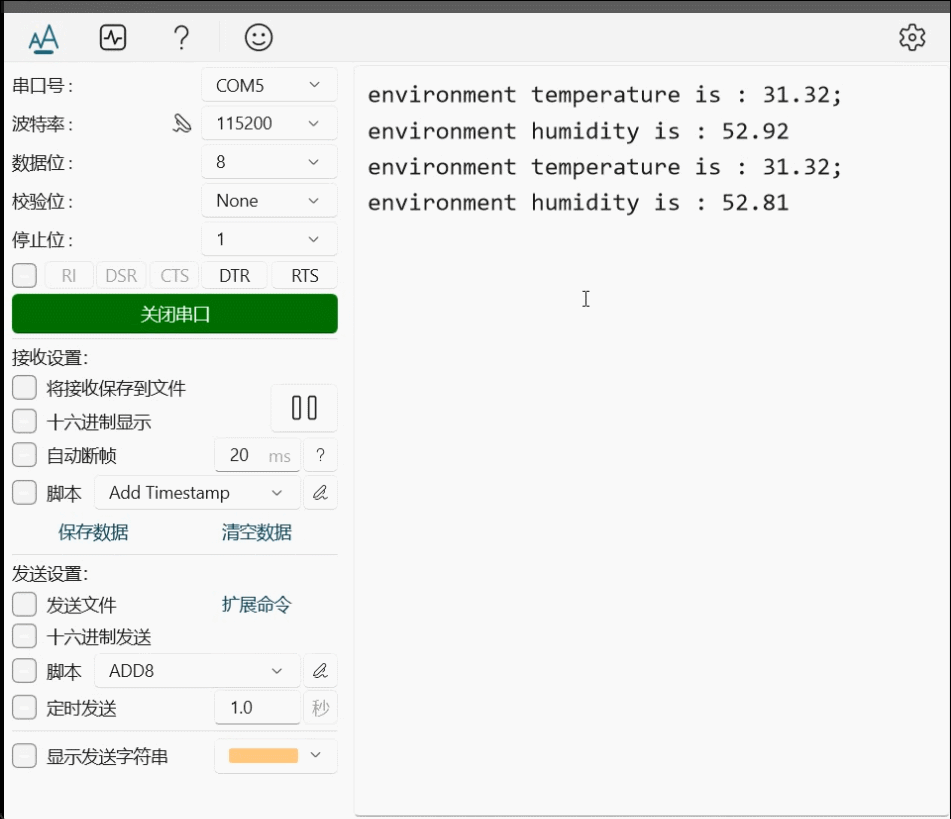 串口号: COM5
波特率: 115200
数据位: 8
校验位: None
停止位: 1
RI DSR CTS DTR RTS
关闭串口
接收设置:
将接收保存到文件
十六进制显示
自动断帧 20 ms ?
脚本 Add Timestamp
保存数据 清空数据
发送设置:
发送文件 扩展命令
十六进制发送
脚本 ADD8
定时发送 1.0 秒
显示发送字符串
environment temperature is : 31.32;
environment humidity is : 52.92
environment temperature is : 31.32;
environment humidity is : 52.81